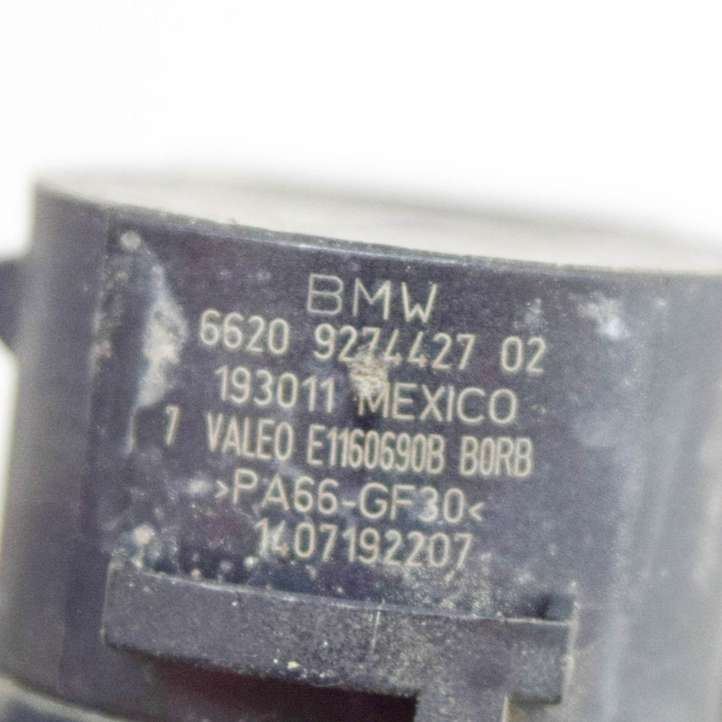 BMW
6620 9274427 02
193011 MEXICO
7 VALEO E1160690B B0RB
>PA66-GF30<
1407192207